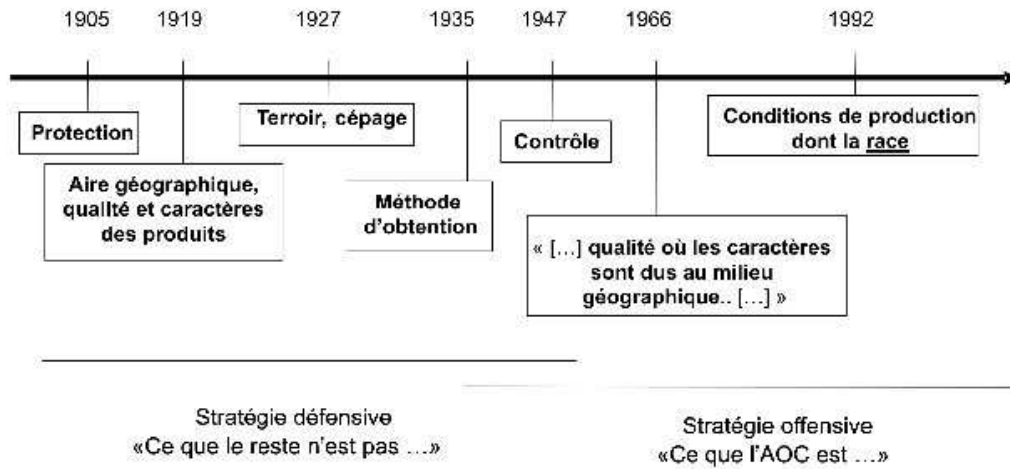 1905 1919 1927 1935 1947 1966 1992
Protection
Aire géographique,
qualité et caractères
des produits
Terroir, cépage
Méthode
d'obtention
Contrôle
« […] qualité où les caractères
sont dus au milieu
géographique.. […] »
Conditions de production
dont la race
Stratégie défensive
«Ce que le reste n'est pas …»
Stratégie offensive
«Ce que l'AOC est …»